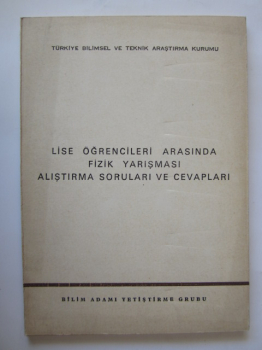 TÜRKİYE BİLİMSEL VE TEKNİK ARAŞTIRMA KURUMU
LİSE ÖĞRENCİLERİ ARASINDA
FİZİK YARIŞMASI
ALIŞTIRMA SORULARI VE CEVAPLARI
BİLİM ADAMI YETİŞTİRME GRUBU